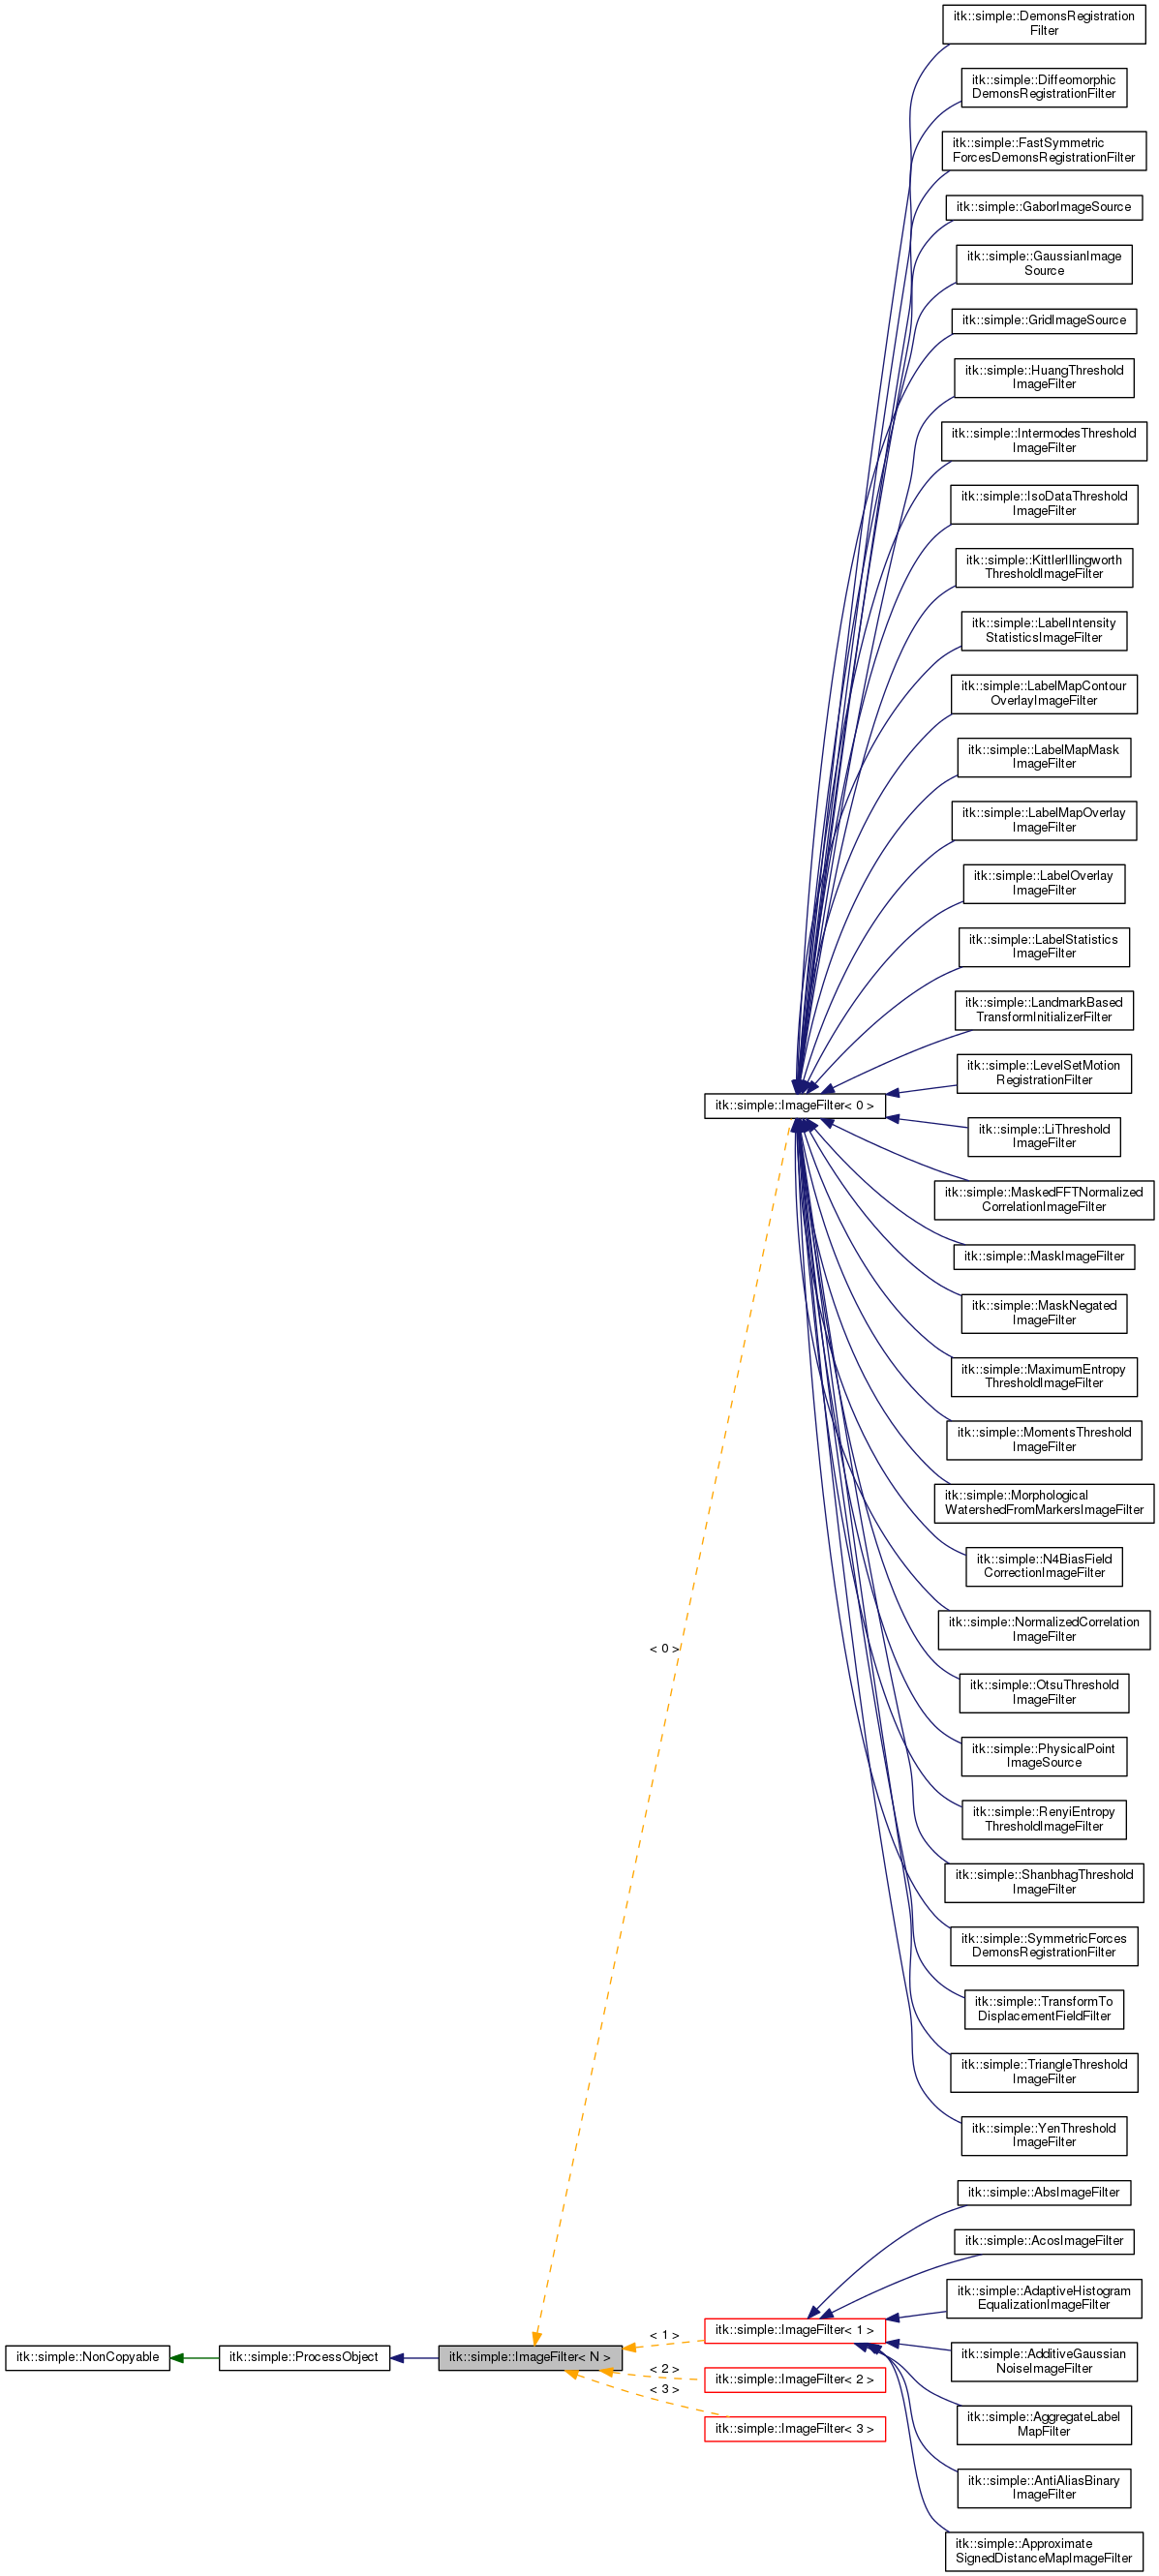 itk::simple::DemonsRegistration
Filter
itk::simple::Diffeomorphic
DemonsRegistrationFilter
itk::simple::FastSymmetric
ForcesDemonsRegistrationFilter
itk::simple::GaborImageSource
itk::simple::GaussianImage
Source
itk::simple::GridImageSource
itk::simple::HuangThreshold
ImageFilter
itk::simple::IntermodesThreshold
ImageFilter
itk::simple::IsoDataThreshold
ImageFilter
itk::simple::KittlerIllingworth
ThresholdImageFilter
itk::simple::LabelIntensity
StatisticsImageFilter
itk::simple::LabelMapContour
OverlayImageFilter
itk::simple::LabelMapMask
ImageFilter
itk::simple::LabelMapOverlay
ImageFilter
itk::simple::LabelOverlay
ImageFilter
itk::simple::LabelStatistics
ImageFilter
itk::simple::LandmarkBased
TransformInitializerFilter
itk::simple::LevelSetMotion
RegistrationFilter
itk::simple::ImageFilter< 0 >
itk::simple::LiThreshold
ImageFilter
itk::simple::MaskedFFTNormalized
CorrelationImageFilter
itk::simple::MaskImageFilter
itk::simple::MaskNegated
ImageFilter
itk::simple::MaximumEntropy
ThresholdImageFilter
itk::simple::MomentsThreshold
ImageFilter
itk::simple::Morphological
WatershedFromMarkersImageFilter
itk::simple::N4BiasField
CorrectionImageFilter
itk::simple::NormalizedCorrelation
ImageFilter
< 0 >
itk::simple::OtsuThreshold
ImageFilter
itk::simple::PhysicalPoint
ImageSource
itk::simple::RenyiEntropy
ThresholdImageFilter
itk::simple::ShanbhagThreshold
ImageFilter
itk::simple::SymmetricForces
DemonsRegistrationFilter
itk::simple::TransformTo
DisplacementFieldFilter
itk::simple::TriangleThreshold
ImageFilter
itk::simple::YenThreshold
ImageFilter
itk::simple::AbsImageFilter
itk::simple::AcosImageFilter
itk::simple::AdaptiveHistogram
EqualizationImageFilter
itk::simple::ImageFilter< 1 >
< 1 >
itk::simple::NonCopyable
itk::simple::ProcessObject
itk::simple::ImageFilter< N >
itk::simple::AdditiveGaussian
NoiseImageFilter
< 2 >
itk::simple::ImageFilter< 2 >
< 3 >
itk::simple::ImageFilter< 3 >
itk::simple::AggregateLabel
MapFilter
itk::simple::AntiAliasBinary
ImageFilter
itk::simple::Approximate
SignedDistanceMapImageFilter